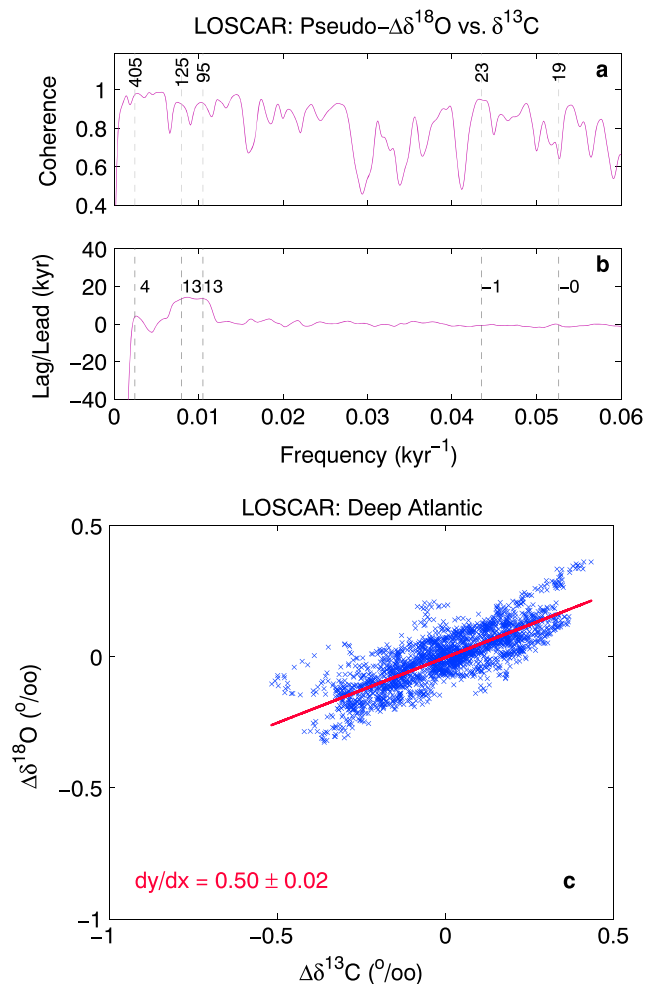 LOSCAR: Pseudo−Δδ¹⁸O vs. δ¹³C
405 125 95 23 19 a
1
0.8
0.6
0.4
Coherence
40
20
0
−20
−40
Lag/Lead (kyr)
4 13 13 −1 −0 b
0 0.01 0.02 0.03 0.04 0.05 0.06
Frequency (kyr⁻¹)
LOSCAR: Deep Atlantic
0.5
0
−0.5
−1
Δδ¹⁸O (⁰/oo)
dy/dx = 0.50 ± 0.02 c
−1 −0.5 0 0.5
Δδ¹³C (⁰/oo)